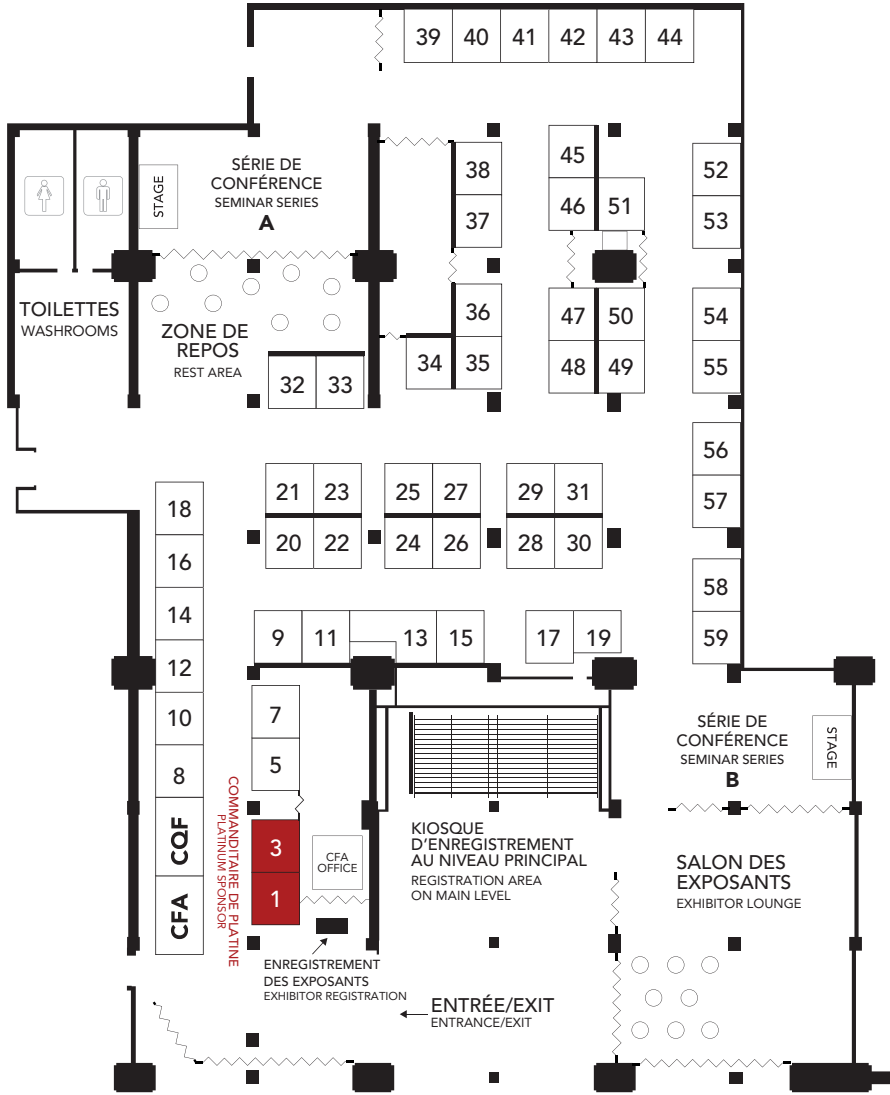 39 40 41 42 43 44
45
38
52
SÉRIE DE
CONFÉRENCE
SEMINAR SERIES
A
STAGE
37
46 51
53
TOILETTES
WASHROOMS
ZONE DE
REPOS
REST AREA
36
47 50
54
34 35
48 49
55
32 33
56
57
18
21 23 25 27 29 31
20 22 24 26 28 30
16
14
58
59
9 11 13 15 17 19
12
10
7
5
8
SÉRIE DE
CONFÉRENCE
SEMINAR SERIES
B
STAGE
CQF
CFA
COMMANDITAIRE DE PLATINE
PLATINUM SPONSOR
3
1
CFA
OFFICE
KIOSQUE
D'ENREGISTREMENT
AU NIVEAU PRINCIPAL
REGISTRATION AREA
ON MAIN LEVEL
SALON DES
EXPOSANTS
EXHIBITOR LOUNGE
ENREGISTREMENT
DES EXPOSANTS
EXHIBITOR REGISTRATION
ENTRÉE/EXIT
ENTRANCE/EXIT